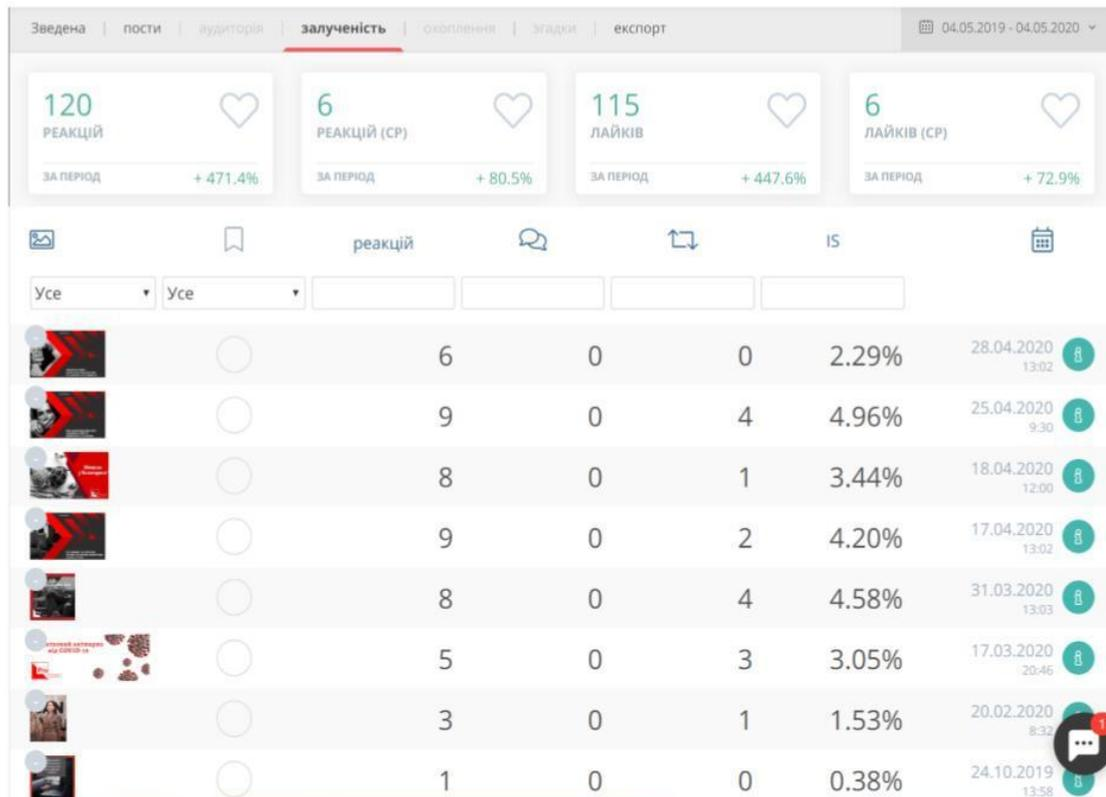 Зведена | пости | аудиторія | залученість | охоплення | згадки | експорт 04.05.2019 - 04.05.2020
120 6 115 6
РЕАКЦІЙ РЕАКЦІЙ (СР) ЛАЙКІВ ЛАЙКІВ (СР)
ЗА ПЕРІОД + 471.4% ЗА ПЕРІОД + 80.5% ЗА ПЕРІОД + 447.6% ЗА ПЕРІОД + 72.9%
реакцій IS
Усе Усе
6 0 0 2.29% 28.04.2020
13:02
9 0 4 4.96% 25.04.2020
9:30
8 0 1 3.44% 18.04.2020
12:00
9 0 2 4.20% 17.04.2020
13:02
8 0 4 4.58% 31.03.2020
13:03
від COVID-19
5 0 3 3.05% 17.03.2020
20:46
3 0 1 1.53% 20.02.2020
8:32
1
1 0 0 0.38% 24.10.2019
13:58